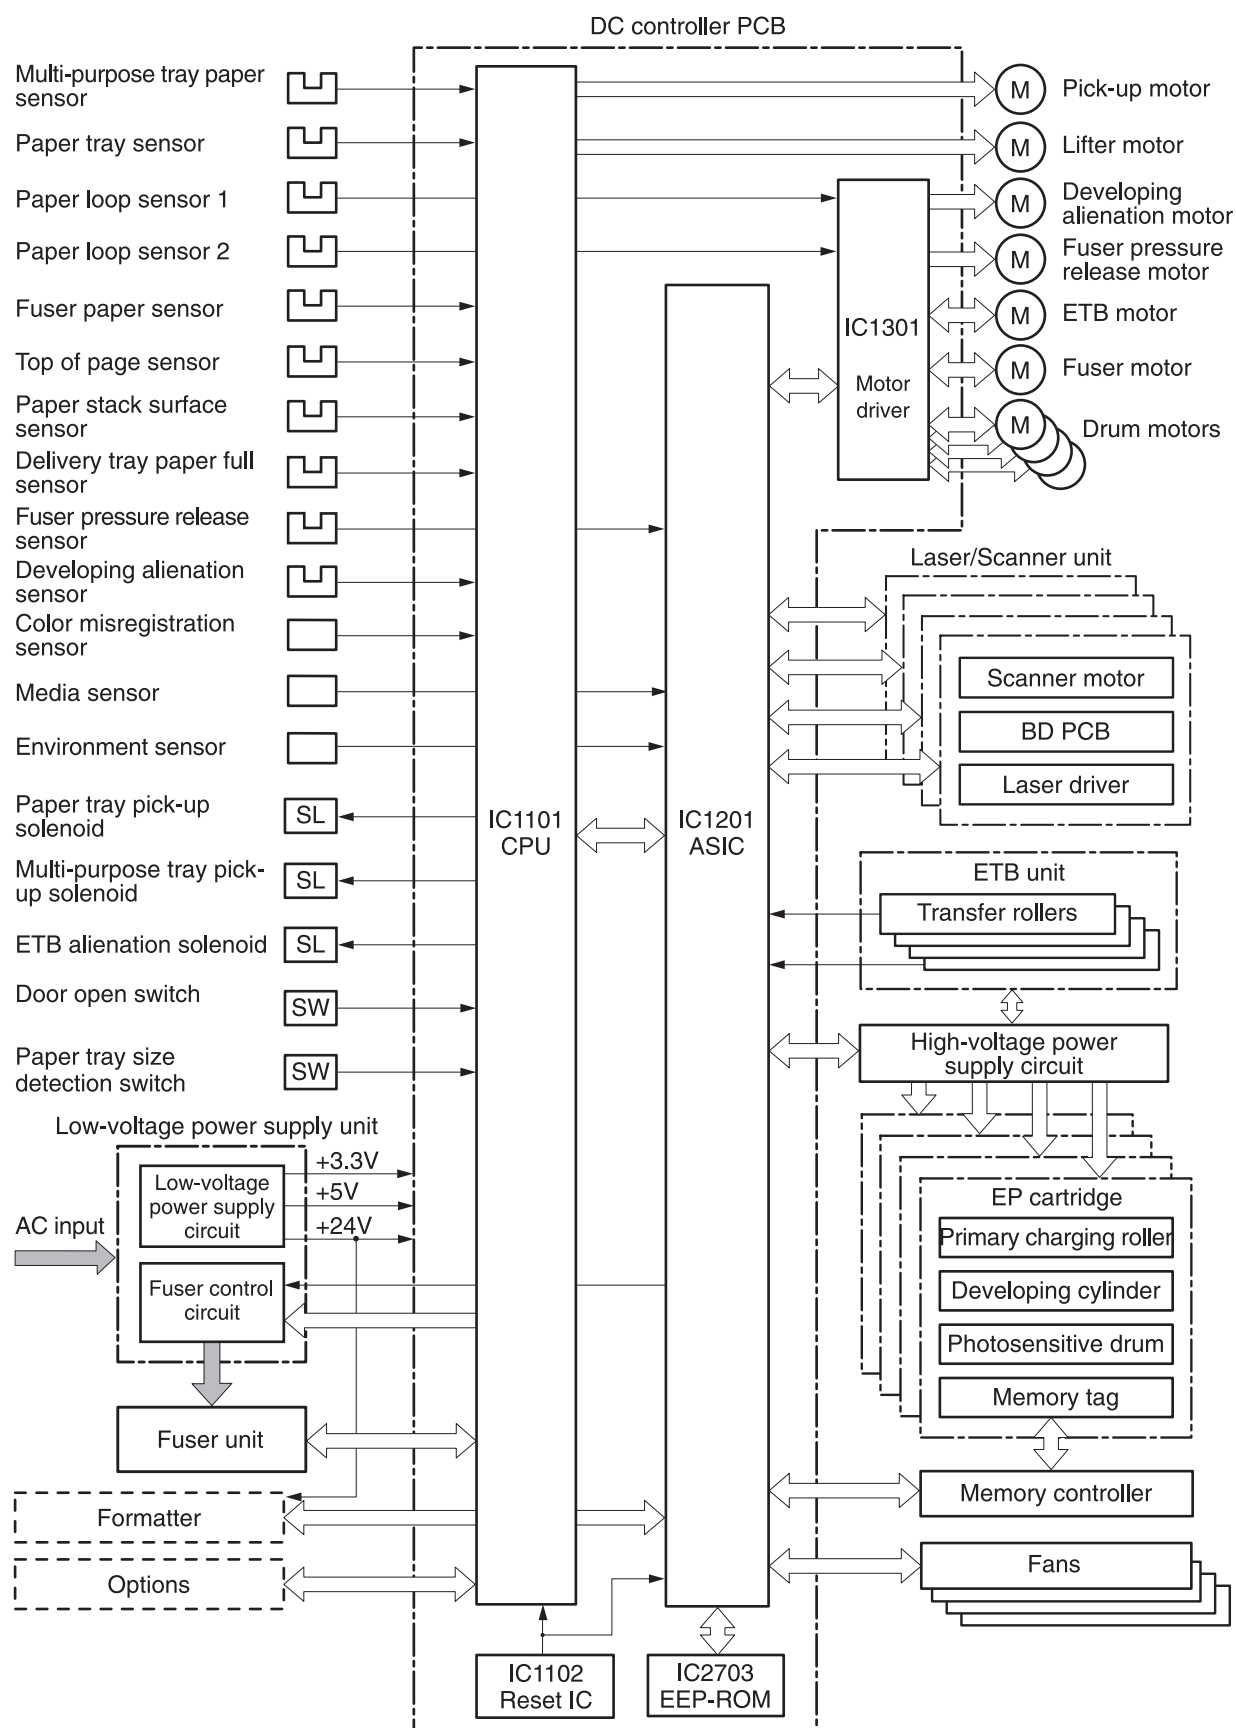 DC controller PCB
Multi-purpose tray paper
sensor
Paper tray sensor
Paper loop sensor 1
Paper loop sensor 2
Fuser paper sensor
Top of page sensor
Paper stack surface
sensor
Delivery tray paper full
sensor
Fuser pressure release
sensor
Developing alienation
sensor
Color misregistration
sensor
Media sensor
Environment sensor
Paper tray pick-up
solenoid
SL
Multi-purpose tray pick-
up solenoid
SL
ETB alienation solenoid
SL
Door open switch
SW
Paper tray size
detection switch
SW
Low-voltage power supply unit
Low-voltage
power supply
circuit
+3.3V
+5V
+24V
AC input
Fuser control
circuit
Fuser unit
Formatter
Options
IC1101
CPU
IC1201
ASIC
IC1102
Reset IC
IC2703
EEP-ROM
IC1301
Motor
driver
M
Pick-up motor
M
Lifter motor
M
Developing
alienation motor
M
Fuser pressure
release motor
M
ETB motor
M
Fuser motor
M
Drum motors
Laser/Scanner unit
Scanner motor
BD PCB
Laser driver
ETB unit
Transfer rollers
High-voltage power
supply circuit
EP cartridge
Primary charging roller
Developing cylinder
Photosensitive drum
Memory tag
Memory controller
Fans